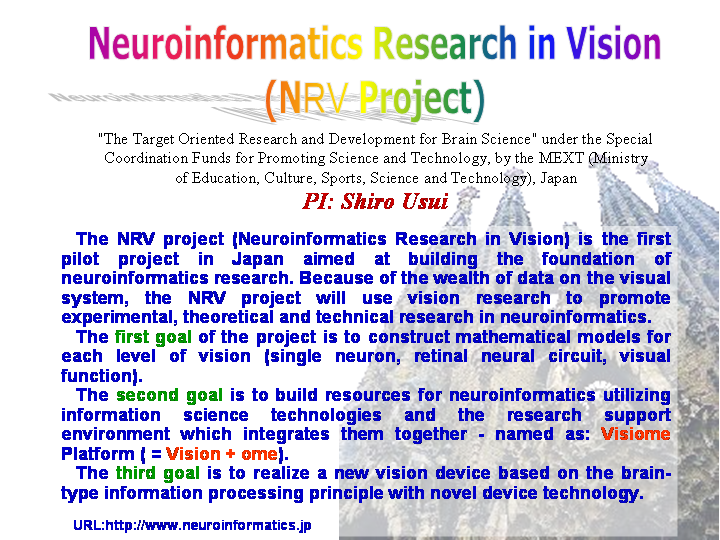 Neuroinformatics Research in Vision
(NRV Project)
"The Target Oriented Research and Development for Brain Science" under the Special
Coordination Funds for Promoting Science and Technology, by the MEXT (Ministry
of Education, Culture, Sports, Science and Technology), Japan
PI: Shiro Usui
The NRV project (Neuroinformatics Research in Vision) is the first
pilot project in Japan aimed at building the foundation of
neuroinformatics research. Because of the wealth of data on the visual
system, the NRV project will use vision research to promote
experimental, theoretical and technical research in neuroinformatics.
The first goal of the project is to construct mathematical models for
each level of vision (single neuron, retinal neural circuit, visual
function).
The second goal is to build resources for neuroinformatics utilizing
information science technologies and the research support
environment which integrates them together - named as: Visiome
Platform ( = Vision + ome).
The third goal is to realize a new vision device based on the brain-
type information processing principle with novel device technology.
URL:http://www.neuroinformatics.jp